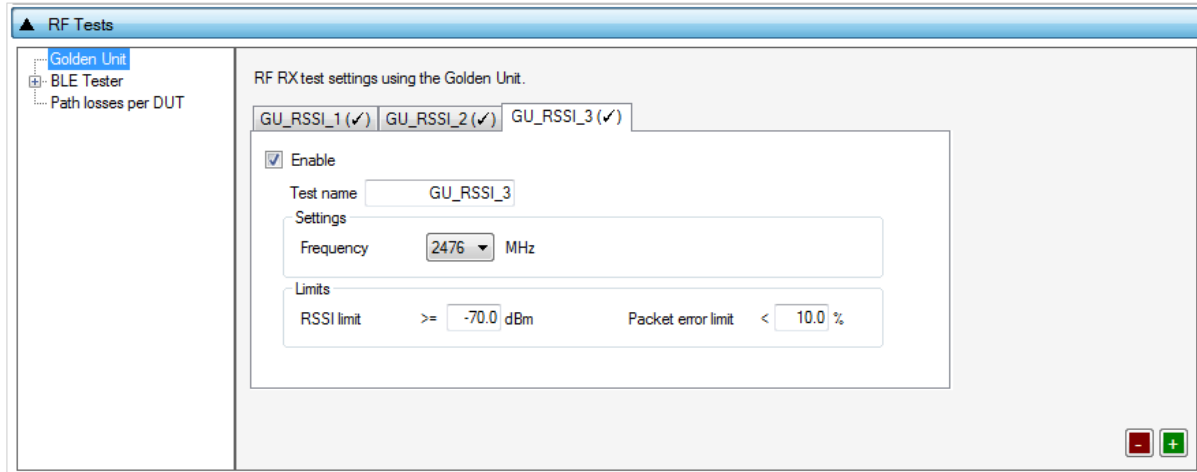 ▲ RF Tests
Golden Unit
BLE Tester
Path losses per DUT
RF RX test settings using the Golden Unit.
GU_RSSI_1 (✓) GU_RSSI_2 (✓) GU_RSSI_3 (✓)
Enable
Test name GU_RSSI_3
Settings
Frequency 2476 MHz
Limits
RSSI limit >= -70.0 dBm Packet error limit < 10.0 %
- +